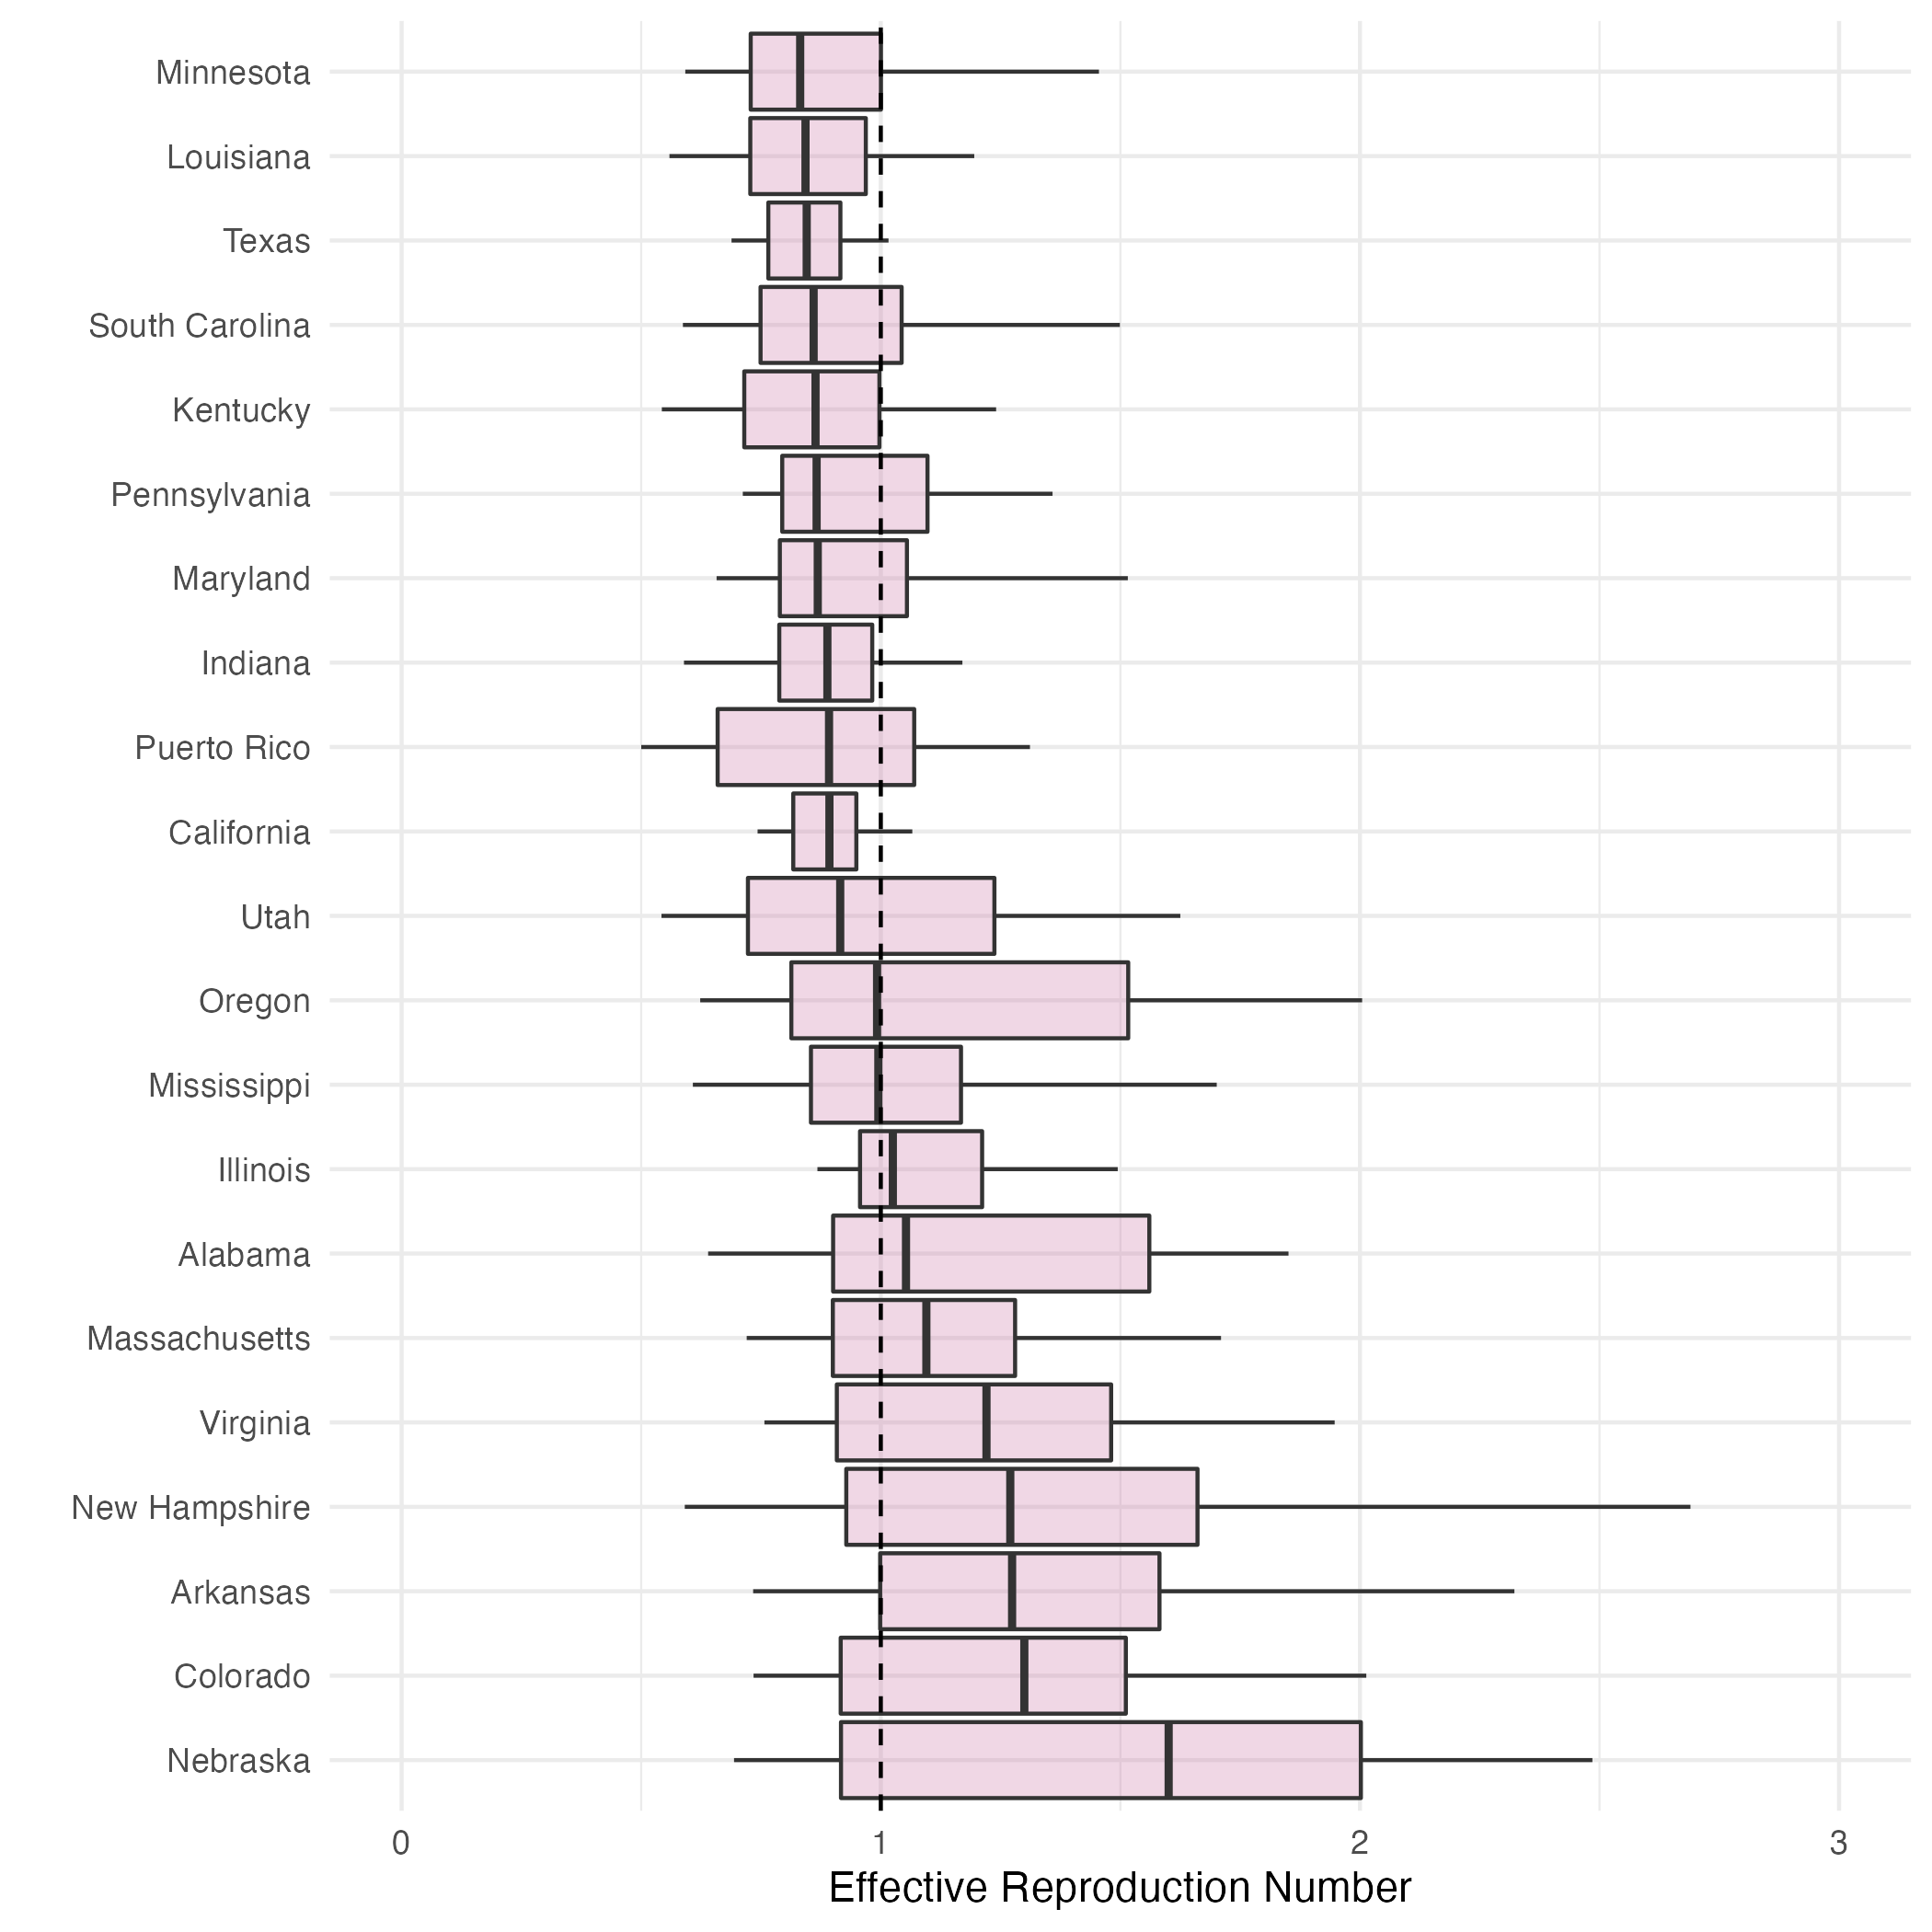 Minnesota
Louisiana
Texas
South Carolina
Kentucky
Pennsylvania
Maryland
Indiana
Puerto Rico
California
Utah
Oregon
Mississippi
Illinois
Alabama
Massachusetts
Virginia
New Hampshire
Arkansas
Colorado
Nebraska
0 1 2 3
Effective Reproduction Number